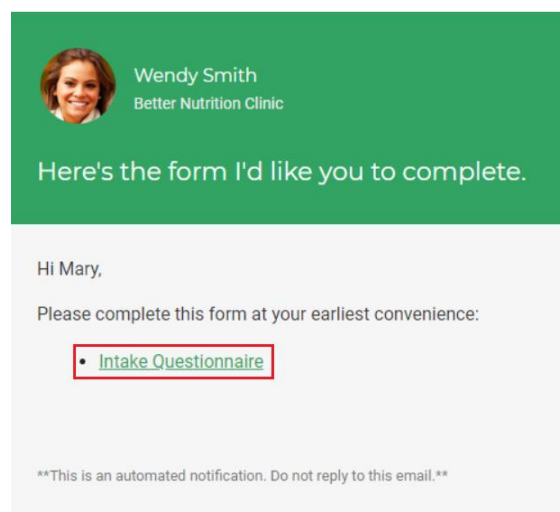 Wendy Smith
Better Nutrition Clinic
Here's the form I'd like you to complete.
Hi Mary,
Please complete this form at your earliest convenience:
• Intake Questionnaire
**This is an automated notification. Do not reply to this email.**